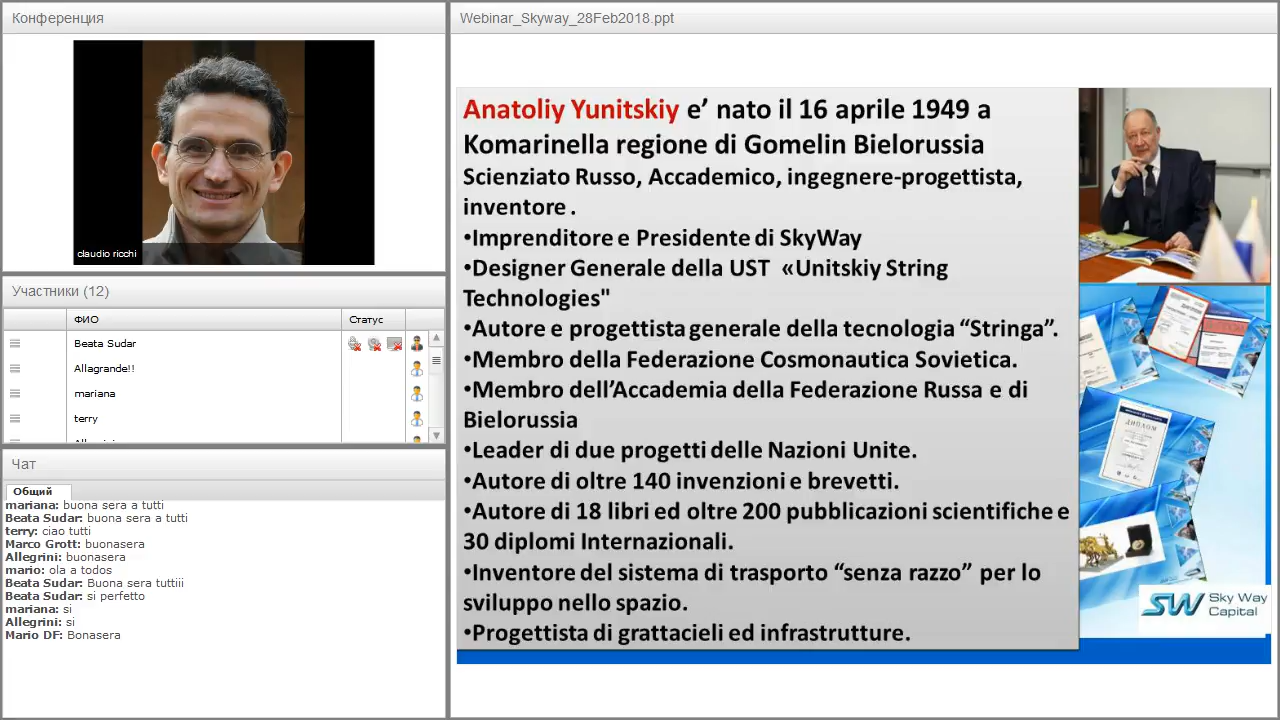 Конференция
claudio ricchi
Участники (12)
ФИО
Статус
Beata Sudar
Allagrande!!
mariana
terry
Чат
Общий
mariana: buona sera a tutti
Beata Sudar: buona sera a tutti
terry: ciao tutti
Marco Grott: buonasera
Allegrini: buonasera
mario: ola a todos
Beata Sudar: Buona sera tuttiii
Beata Sudar: si perfetto
mariana: si
Allegrini: si
Mario DF: Bonasera
Webinar_Skyway_28Feb2018.ppt
Anatoliy Yunitskiy e’ nato il 16 aprile 1949 a
Komarinella regione di Gomelin Bielorussia
Scienziato Russo, Accademico, ingegnere-progettista,
inventore .
•Imprenditore e Presidente di SkyWay
•Designer Generale della UST «Unitskiy String
Technologies"
•Autore e progettista generale della tecnologia “Stringa”.
•Membro della Federazione Cosmonautica Sovietica.
•Membro dell’Accademia della Federazione Russa e di
Bielorussia
•Leader di due progetti delle Nazioni Unite.
•Autore di oltre 140 invenzioni e brevetti.
•Autore di 18 libri ed oltre 200 pubblicazioni scientifiche e
30 diplomi Internazionali.
•Inventore del sistema di trasporto “senza razzo” per lo
sviluppo nello spazio.
•Progettista di grattacieli ed infrastrutture.
ДИПЛОМ
SW Sky Way
Capital